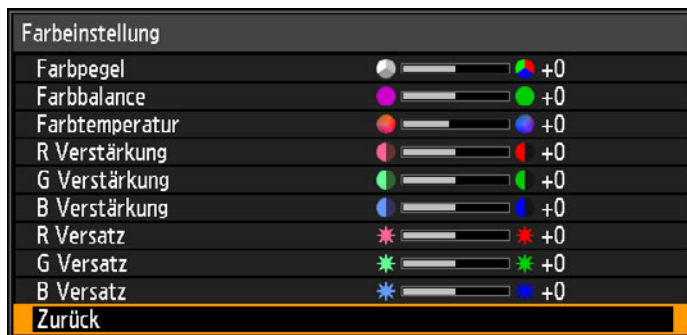 Farbeinstellung
Farbpegel +0
Farbbalance +0
Farbtemperatur +0
R Verstärkung +0
G Verstärkung +0
B Verstärkung +0
R Versatz +0
G Versatz +0
B Versatz +0
Zurück